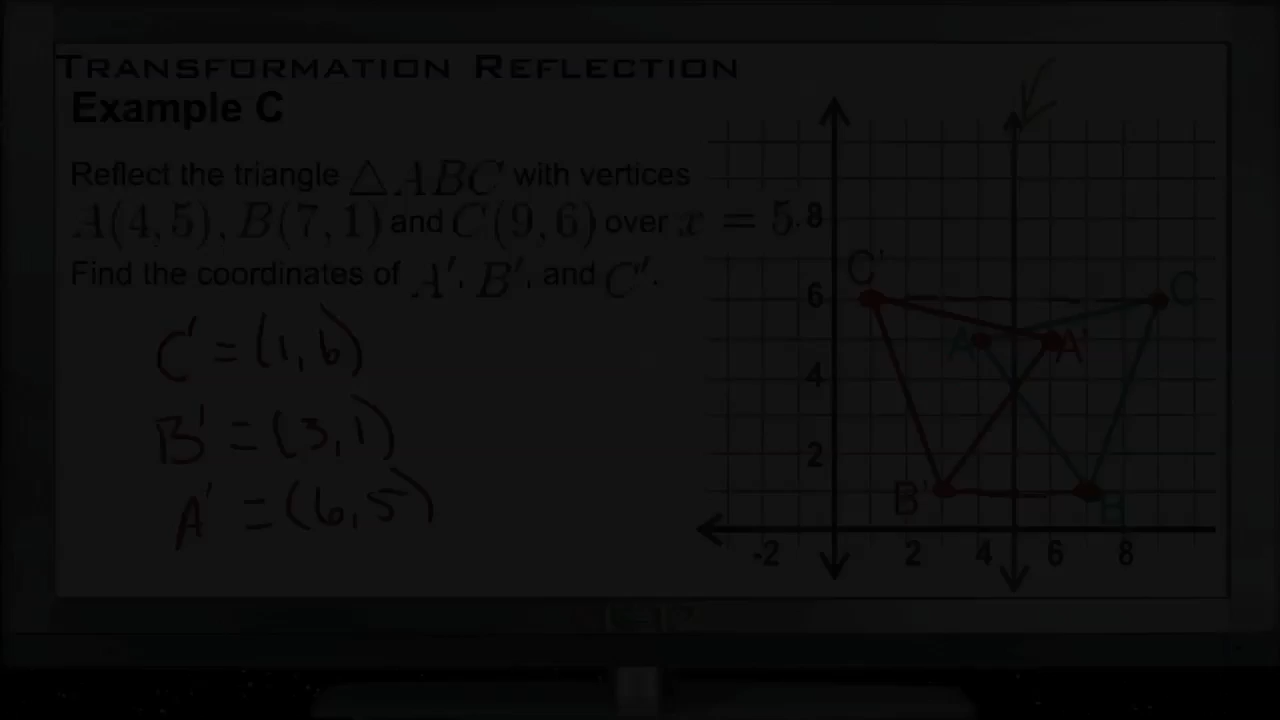 TRANSFORMATION REFLECTION
Example C
Reflect the triangle △ABC with vertices
A(4,5), B(7,1) and C(9,6) over x = 5.
Find the coordinates of A', B', and C'.
C' = (1,6)
B' = (3,1)
A' = (6,5)
8
C'
C
6
A
A'
4
2
B'
B
-2 2 4 6 8